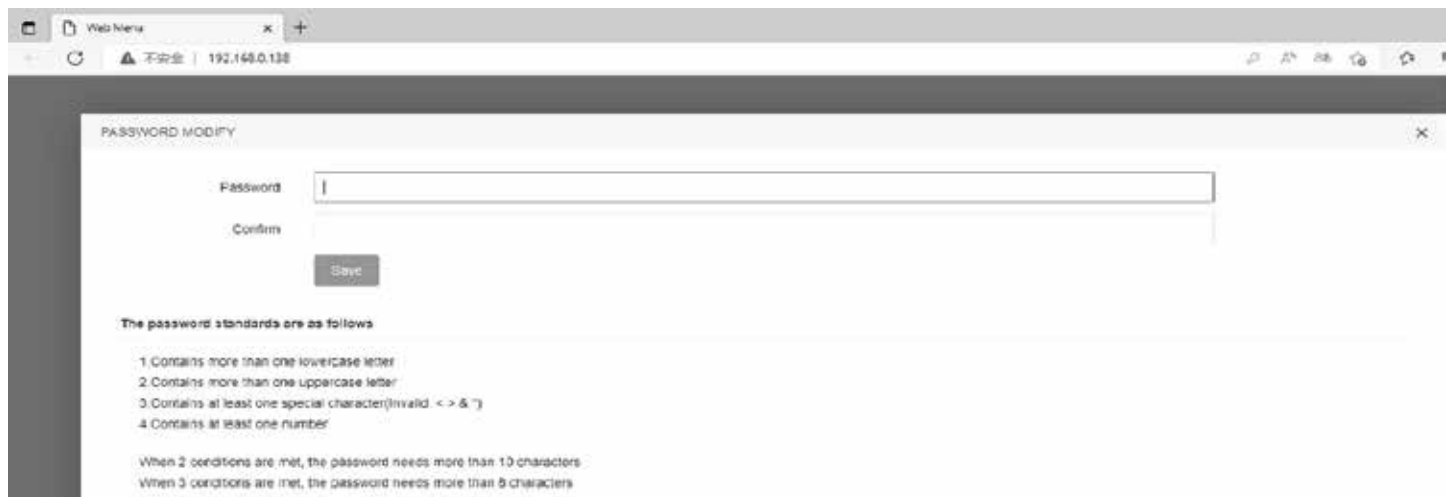 Web Menu
不安全 | 192.168.0.138
PASSWORD MODIFY
Password
Confirm
Save
The password standards are as follows
1.Contains more than one lowercase letter
2.Contains more than one uppercase letter
3.Contains at least one special character(Invalid: < > & ")
4.Contains at least one number
When 2 conditions are met, the password needs more than 10 characters
When 3 conditions are met, the password needs more than 8 characters